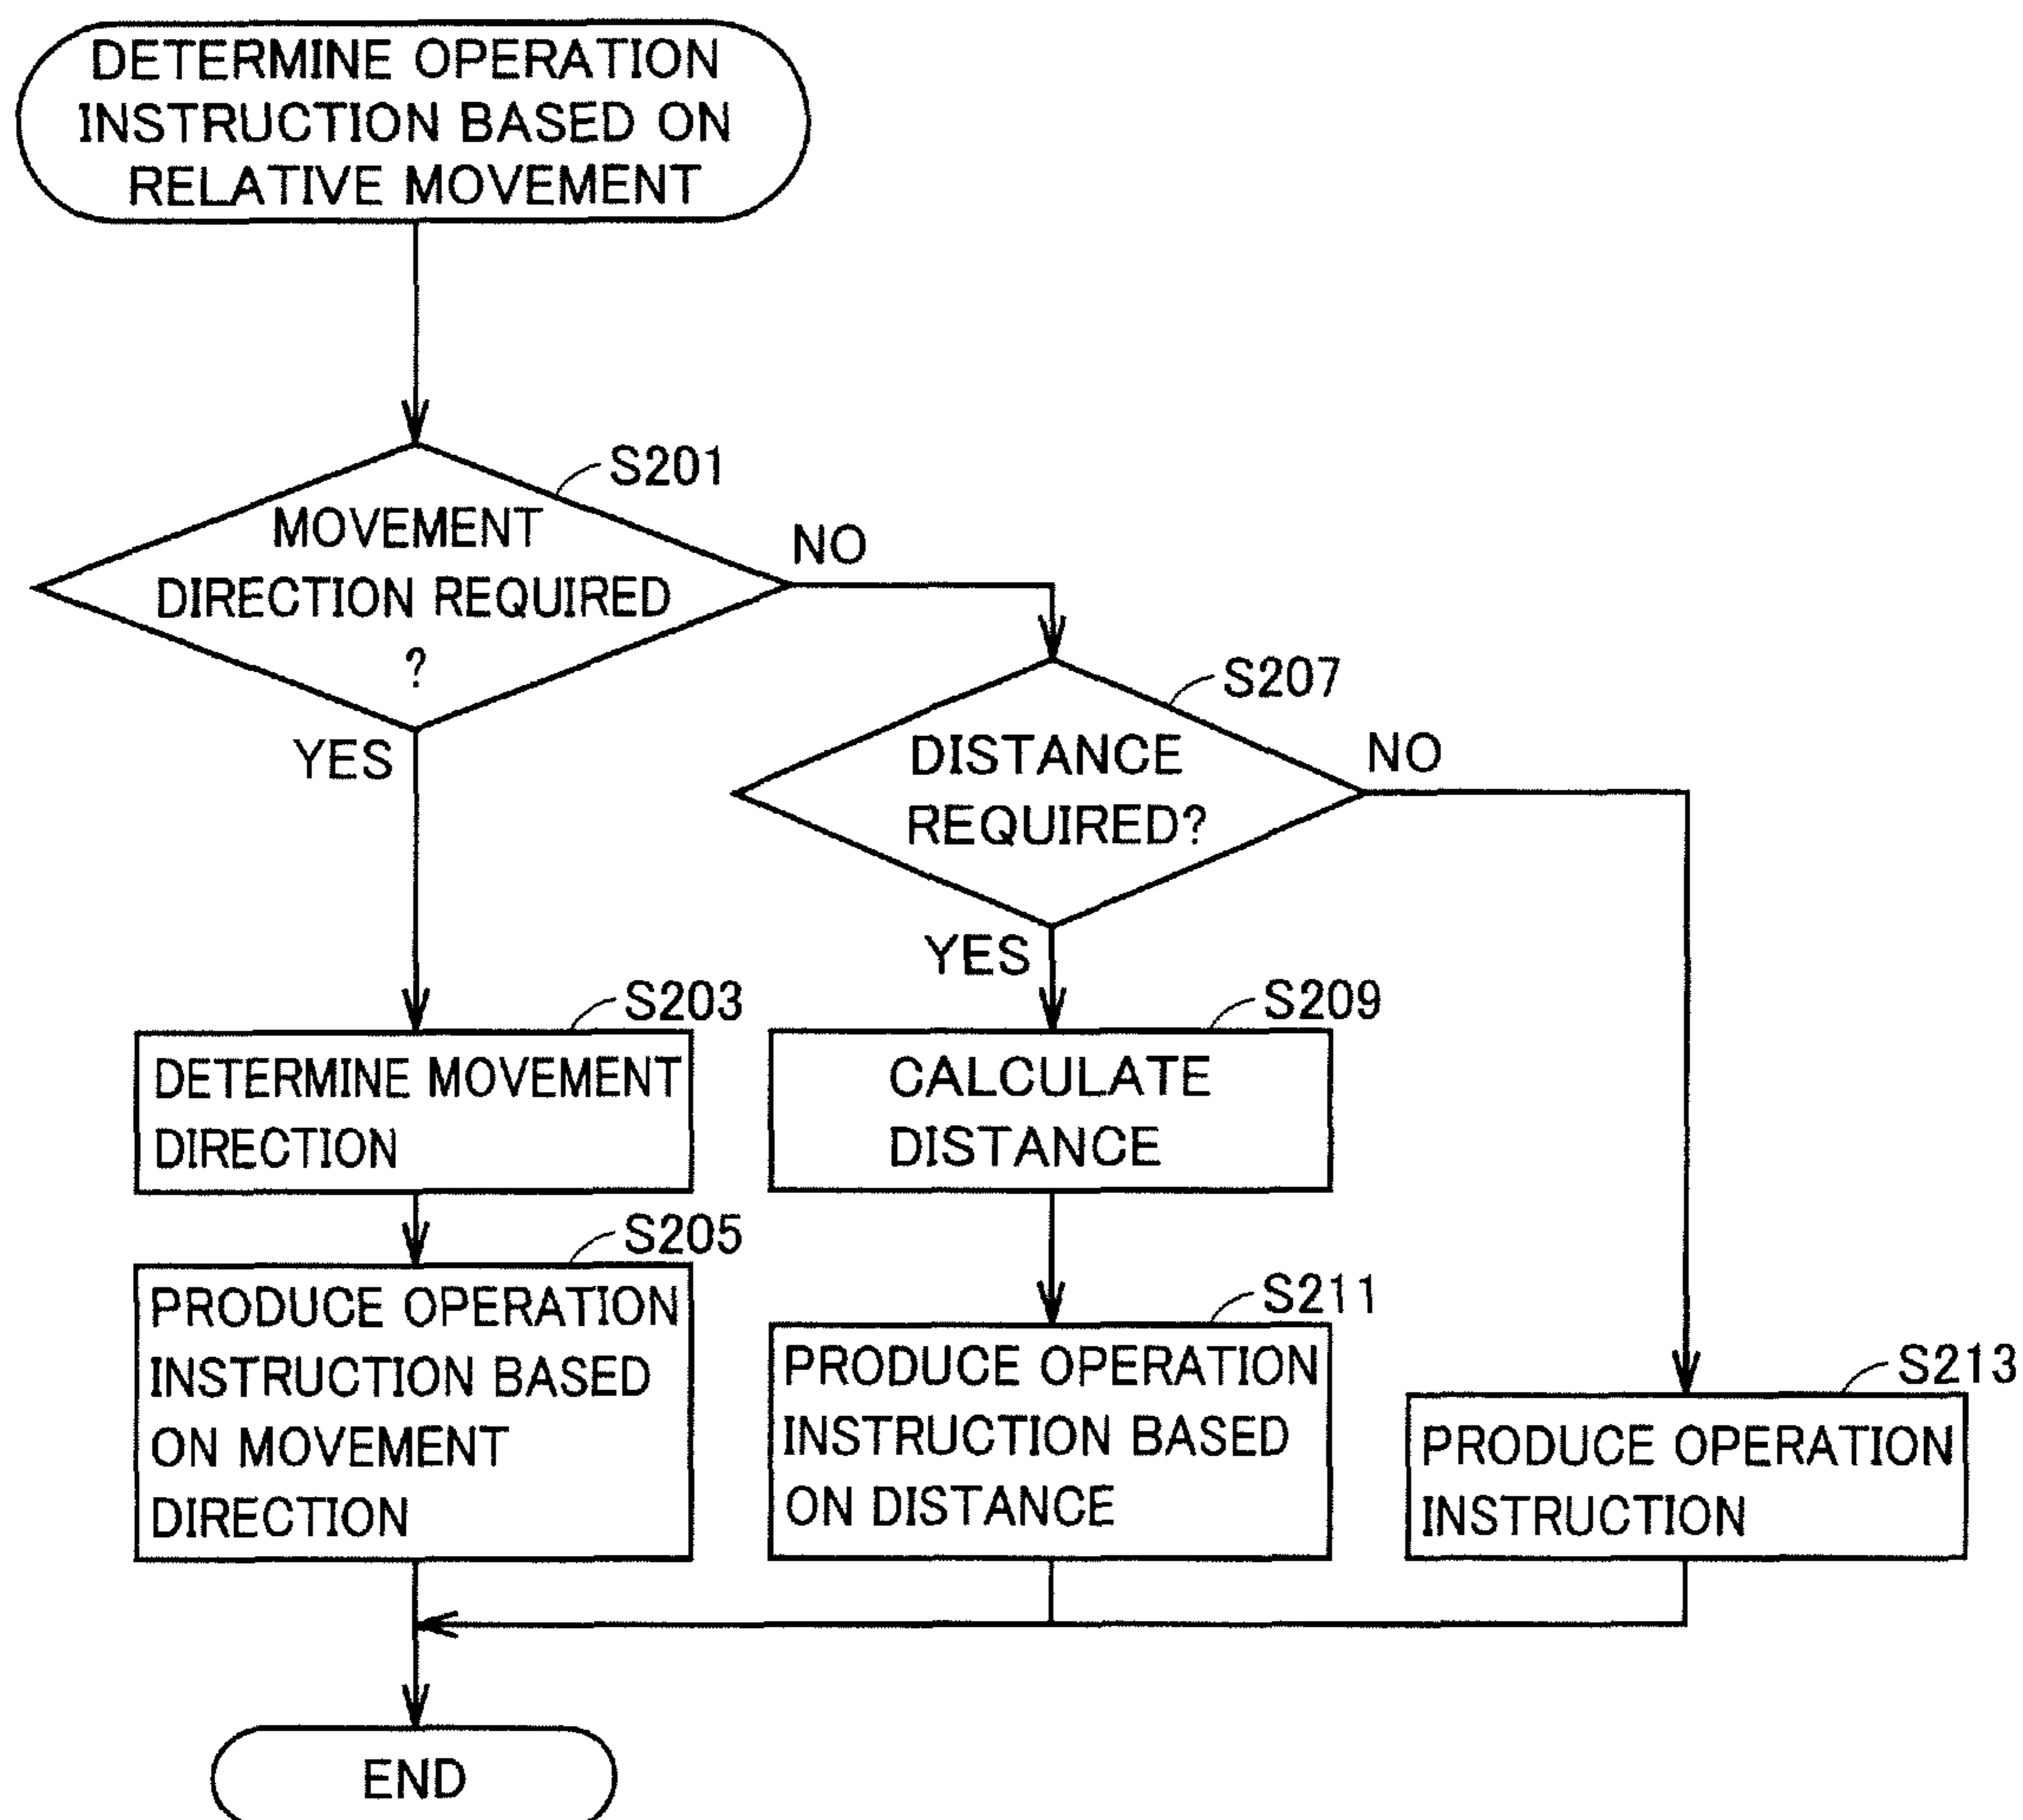 DETERMINE OPERATION
INSTRUCTION BASED ON
RELATIVE MOVEMENT
S201
MOVEMENT
DIRECTION REQUIRED
?
NO
YES
S207
DISTANCE
REQUIRED?
NO
YES
S203
DETERMINE MOVEMENT
DIRECTION
S209
CALCULATE
DISTANCE
S205
PRODUCE OPERATION
INSTRUCTION BASED
ON MOVEMENT
DIRECTION
S211
PRODUCE OPERATION
INSTRUCTION BASED
ON DISTANCE
S213
PRODUCE OPERATION
INSTRUCTION
END